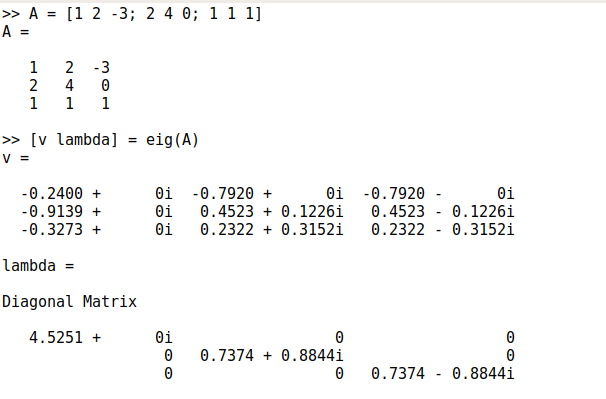 >> A = [1 2 -3; 2 4 0; 1 1 1]
A =
1 2 -3
2 4 0
1 1 1
>> [v lambda] = eig(A)
v =
-0.2400 + 0i -0.7920 + 0i -0.7920 - 0i
-0.9139 + 0i 0.4523 + 0.1226i 0.4523 - 0.1226i
-0.3273 + 0i 0.2322 + 0.3152i 0.2322 - 0.3152i
lambda =
Diagonal Matrix
4.5251 + 0i 0 0
0 0.7374 + 0.8844i 0
0 0 0.7374 - 0.8844i